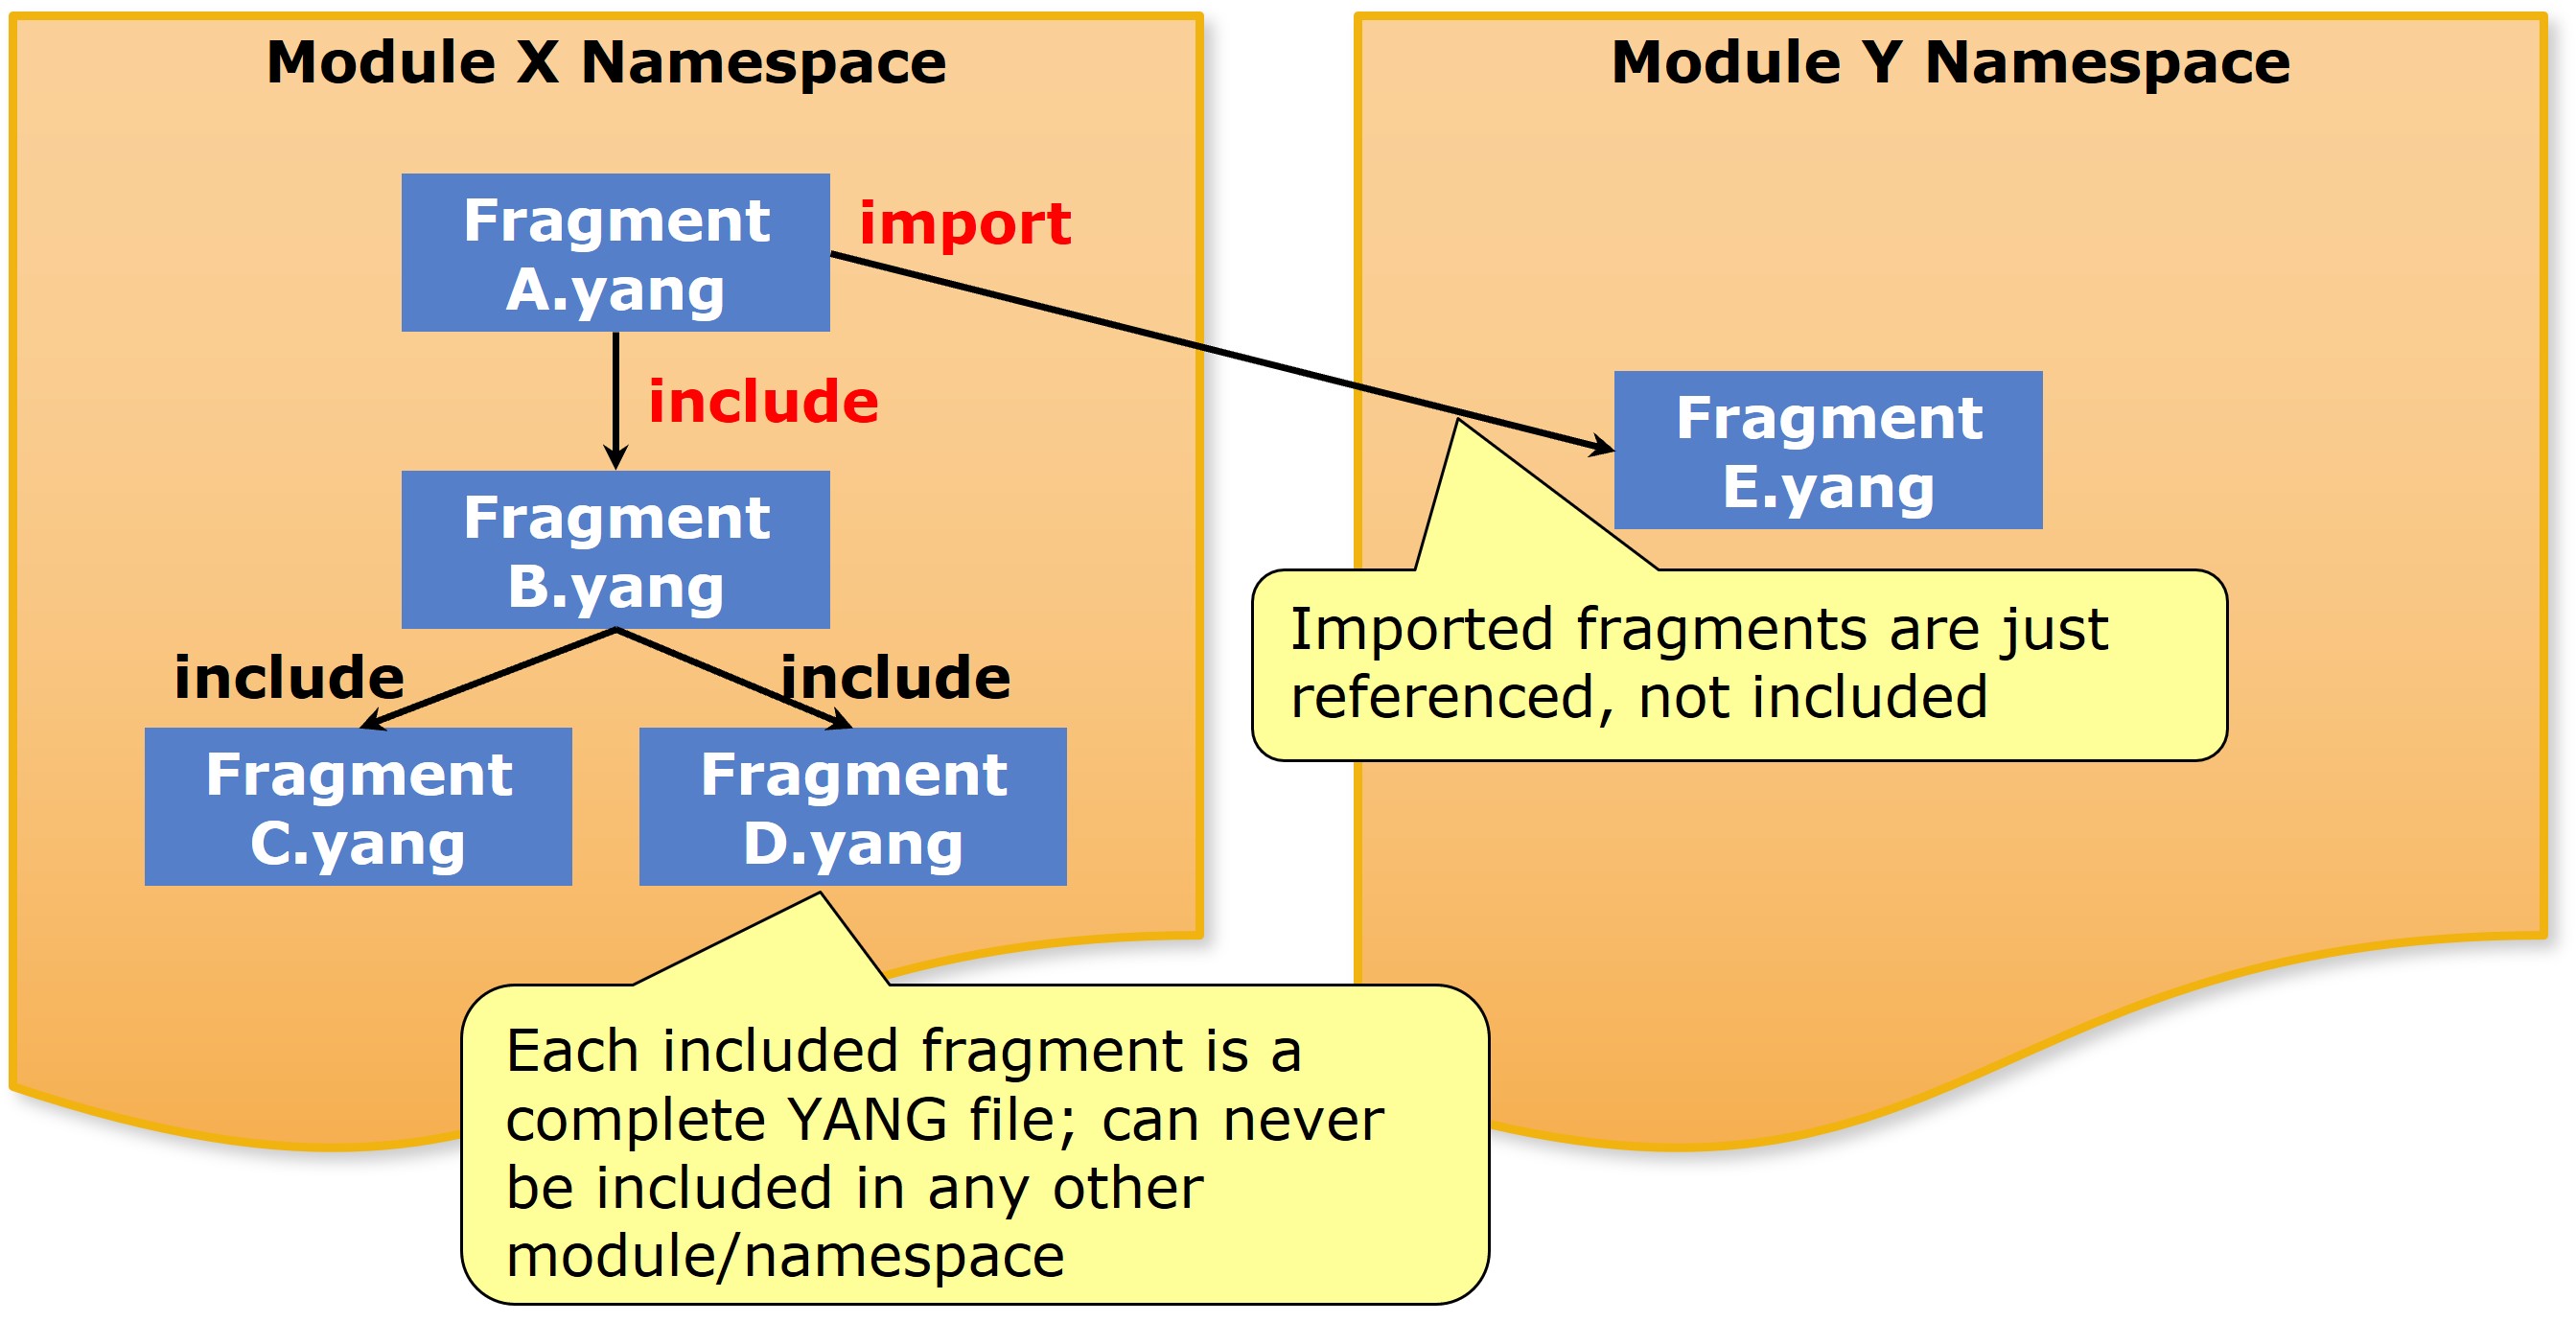 Module X Namespace
Module Y Namespace
Fragment
A.yang
import
include
Fragment
E.yang
Fragment
B.yang
Imported fragments are just
referenced, not included
include
include
Fragment
C.yang
Fragment
D.yang
Each included fragment is a
complete YANG file; can never
be included in any other
module/namespace